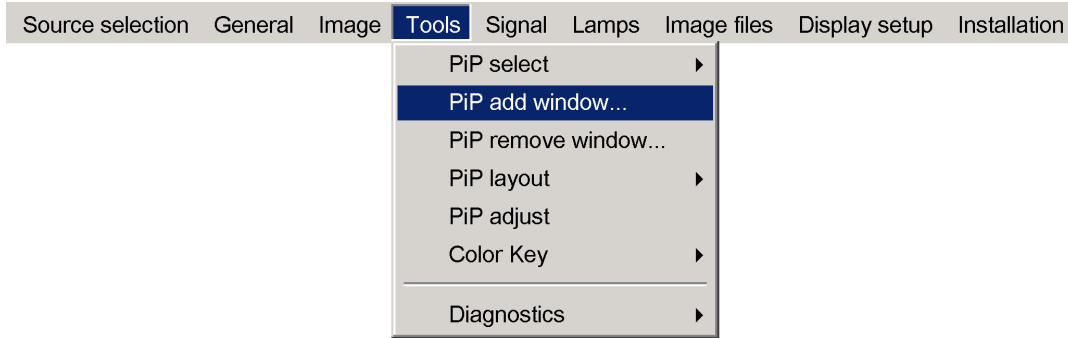 Source selection General Image Tools Signal Lamps Image files Display setup Installation
PiP select
PiP add window...
PiP remove window...
PiP layout
PiP adjust
Color Key
Diagnostics